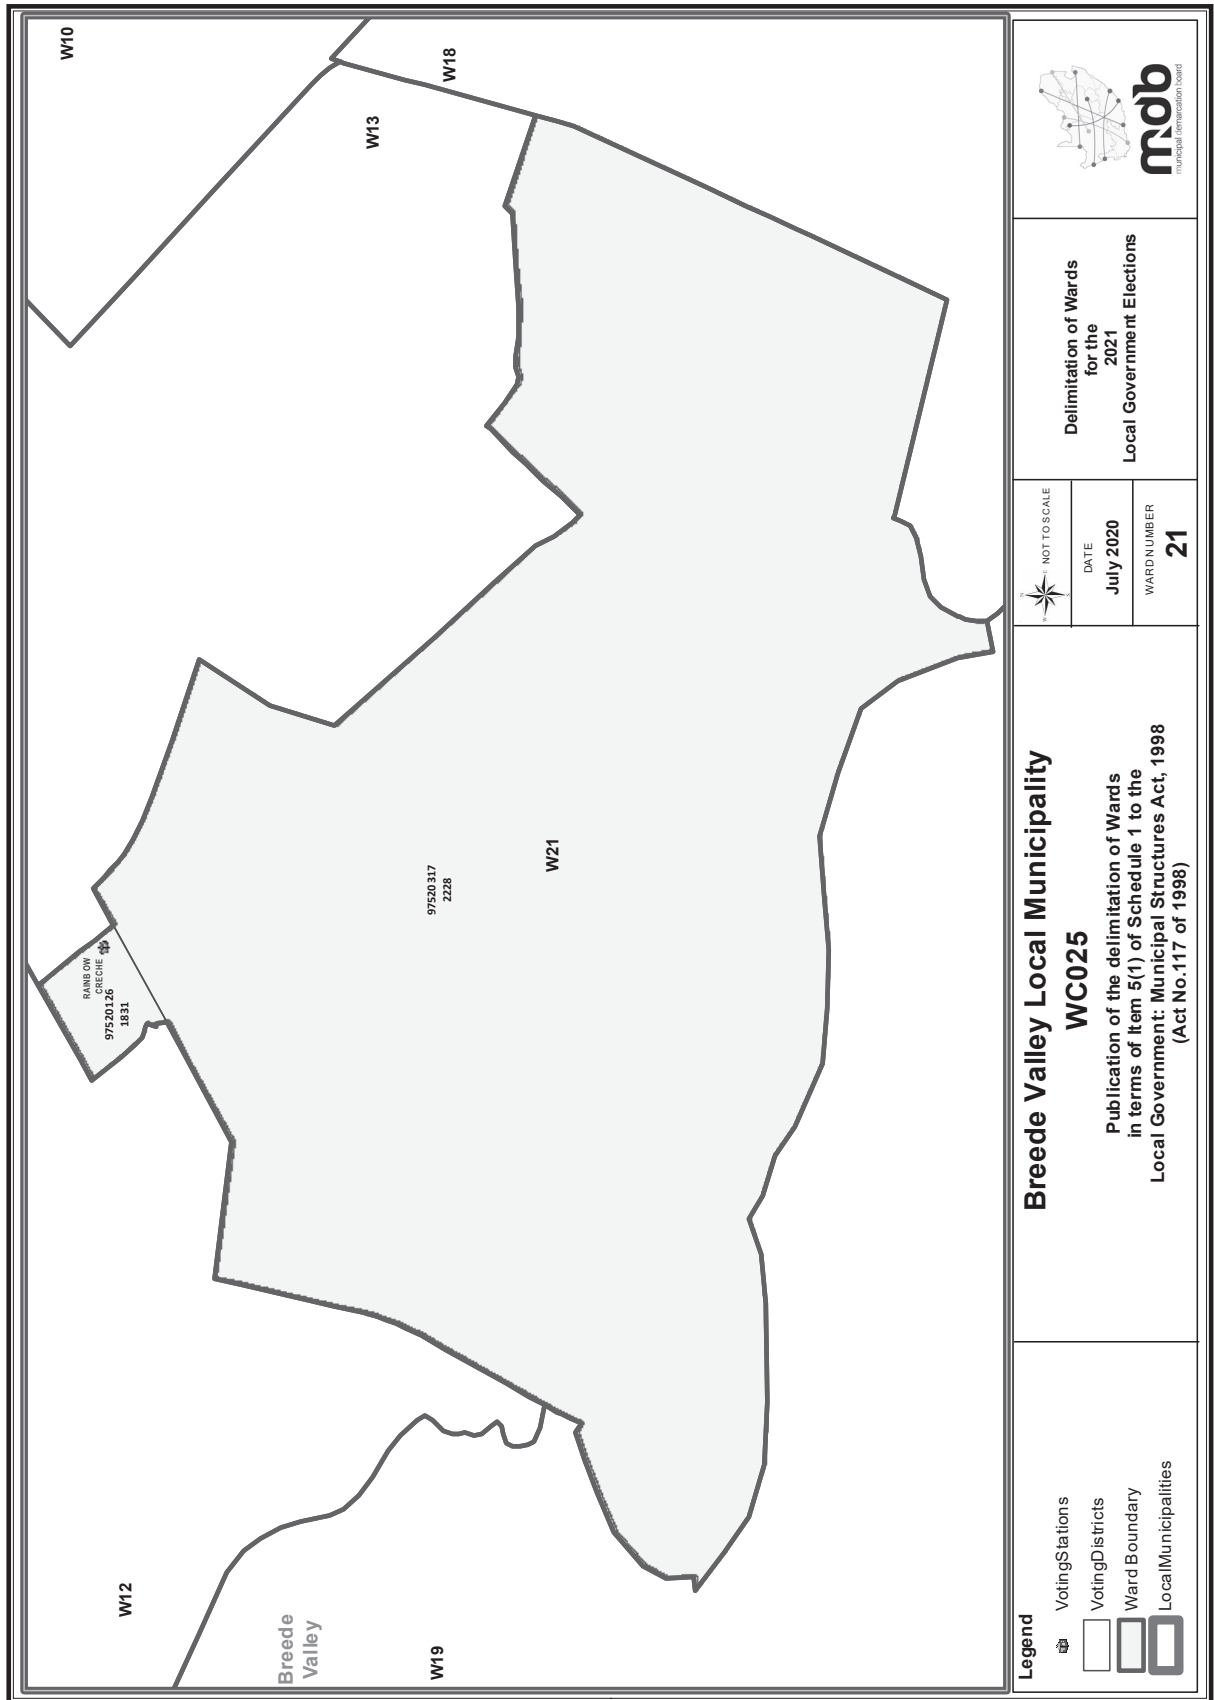 W10
W18
W13
RAINBOW
CRECHE
97520126
1831
97520317
2228
W21
W12
Breede
Valley
W19
Legend
VotingStations
VotingDistricts
Ward Boundary
LocalMunicipalities
Breede Valley Local Municipality
WC025
Publication of the delimitation of Wards
in terms of Item 5(1) of Schedule 1 to the
Local Government: Municipal Structures Act, 1998
(Act No.117 of 1998)
N
W
E
S
NOT TO SCALE
DATE
July 2020
WARD NUMBER
21
Delimitation of Wards
for the
2021
Local Government Elections
mdb
municipal demarcation board